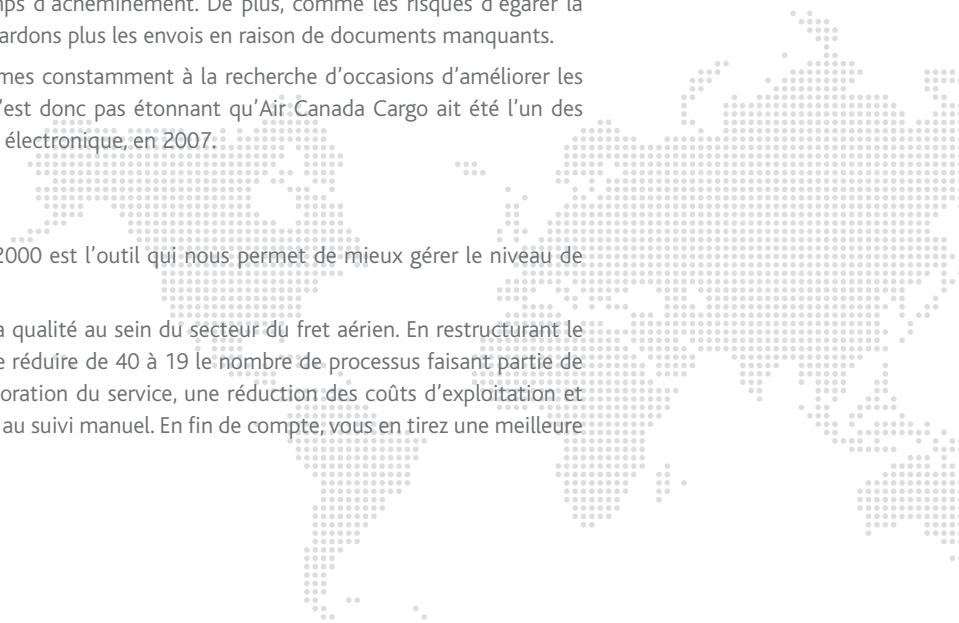 mps d’acheminement. De plus, comme les risques d’égarer la
ardons plus les envois en raison de documents manquants.
mes constamment à la recherche d’occasions d’améliorer les
’est donc pas étonnant qu’Air Canada Cargo ait été l’un des
électronique, en 2007.
2000 est l’outil qui nous permet de mieux gérer le niveau de
a qualité au sein du secteur du fret aérien. En restructurant le
e réduire de 40 à 19 le nombre de processus faisant partie de
oration du service, une réduction des coûts d’exploitation et
au suivi manuel. En fin de compte, vous en tirez une meilleure